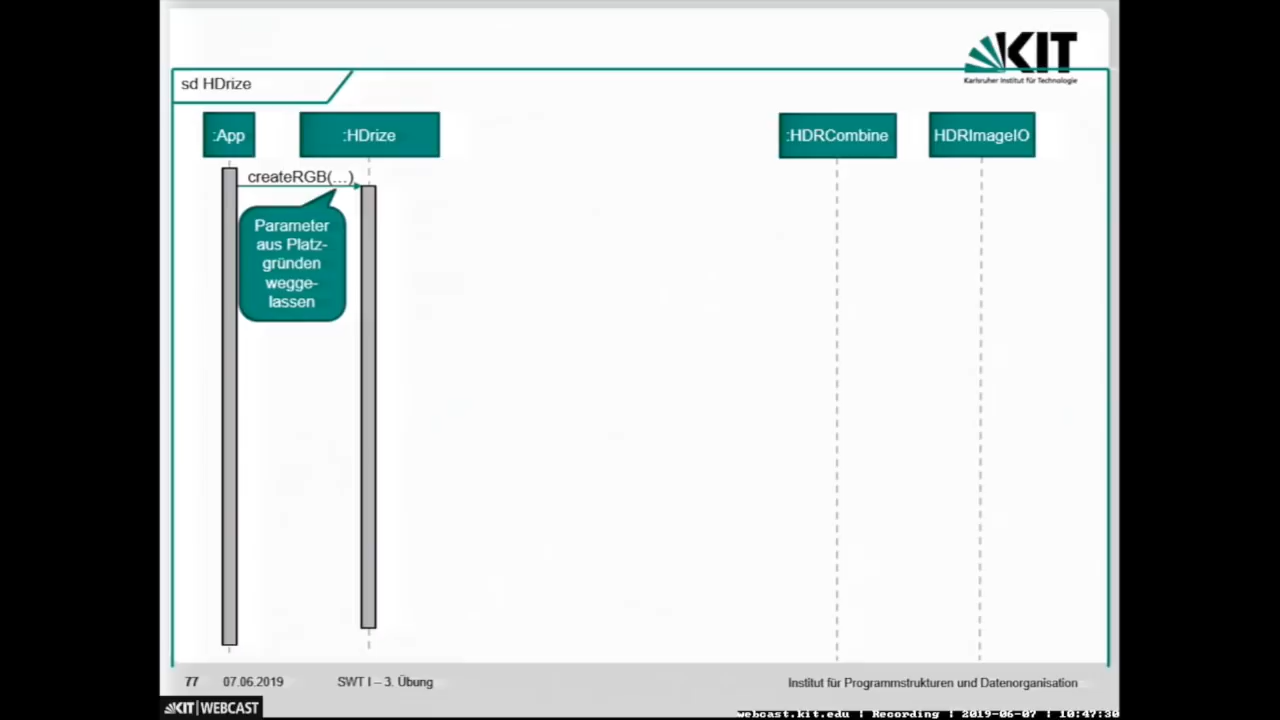 KIT
Karlsruher Institut für Technologie
sd HDrize
:App
:HDrize
:HDRCombine
HDRImageIO
createRGB(...)
Parameter
aus Platz-
gründen
wegge-
lassen
77 07.06.2019 SWT I – 3. Übung Institut für Programmstrukturen und Datenorganisation
KIT | WEBCAST
webcast.kit.edu | Recording | 2019-06-07 | 10:47:30